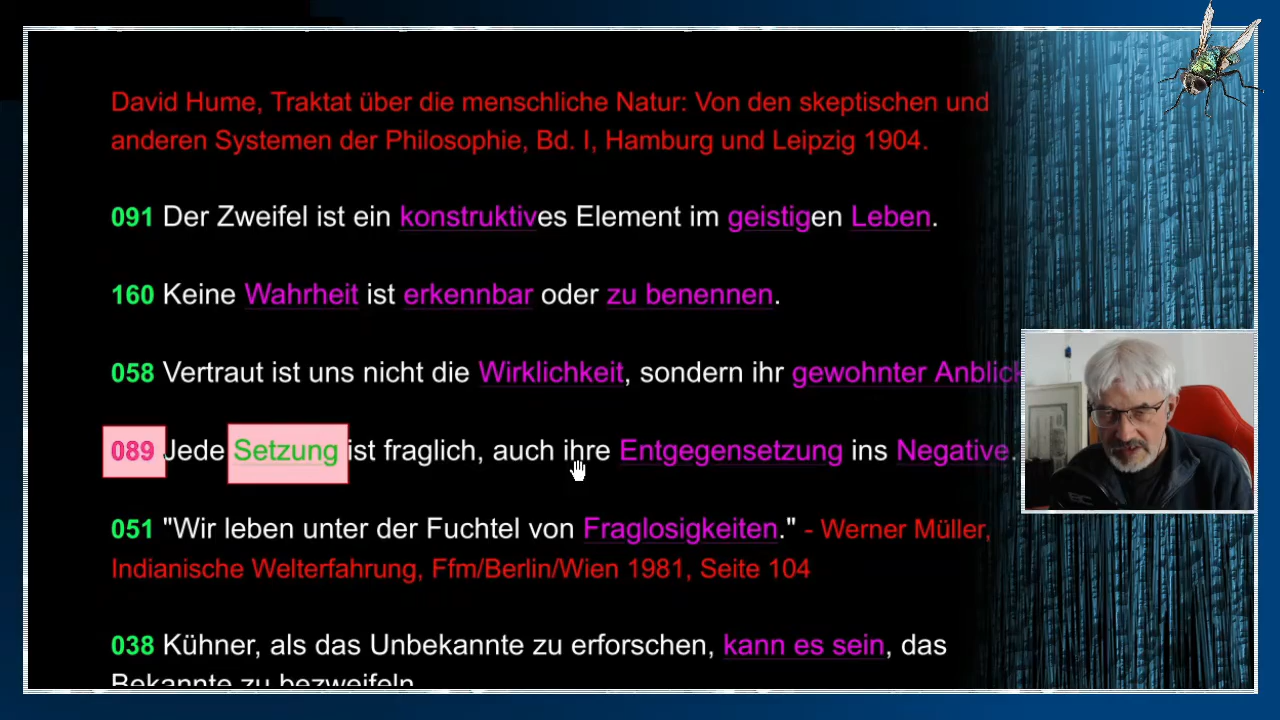 David Hume, Traktat über die menschliche Natur: Von den skeptischen und
anderen Systemen der Philosophie, Bd. I, Hamburg und Leipzig 1904.
091 Der Zweifel ist ein konstruktives Element im geistigen Leben.
160 Keine Wahrheit ist erkennbar oder zu benennen.
058 Vertraut ist uns nicht die Wirklichkeit, sondern ihr gewohnter Anblick
089 Jede Setzung ist fraglich, auch ihre Entgegensetzung ins Negative.
051 "Wir leben unter der Fuchtel von Fraglosigkeiten." - Werner Müller,
Indianische Welterfahrung, Ffm/Berlin/Wien 1981, Seite 104
038 Kühner, als das Unbekannte zu erforschen, kann es sein, das
Bekannte zu bezweifeln